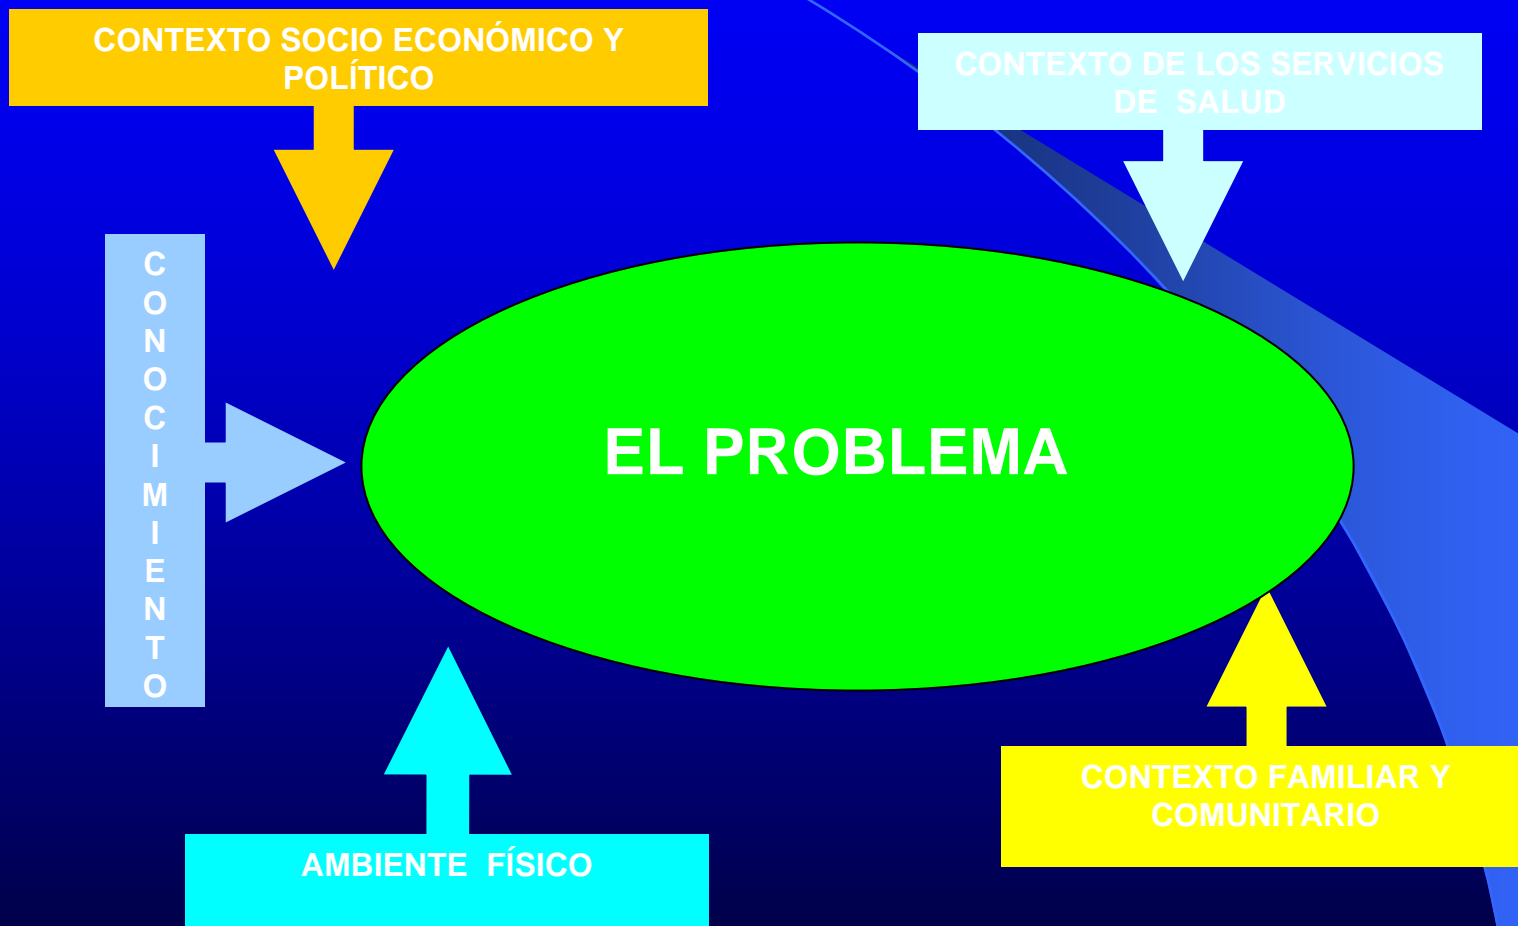 CONTEXTO SOCIO ECONÓMICO Y
POLÍTICO
CONTEXTO DE LOS SERVICIOS
DE  SALUD
C
O
N
O
C
I
M
I
E
N
T
O
EL PROBLEMA
CONTEXTO FAMILIAR Y
COMUNITARIO
AMBIENTE  FÍSICO